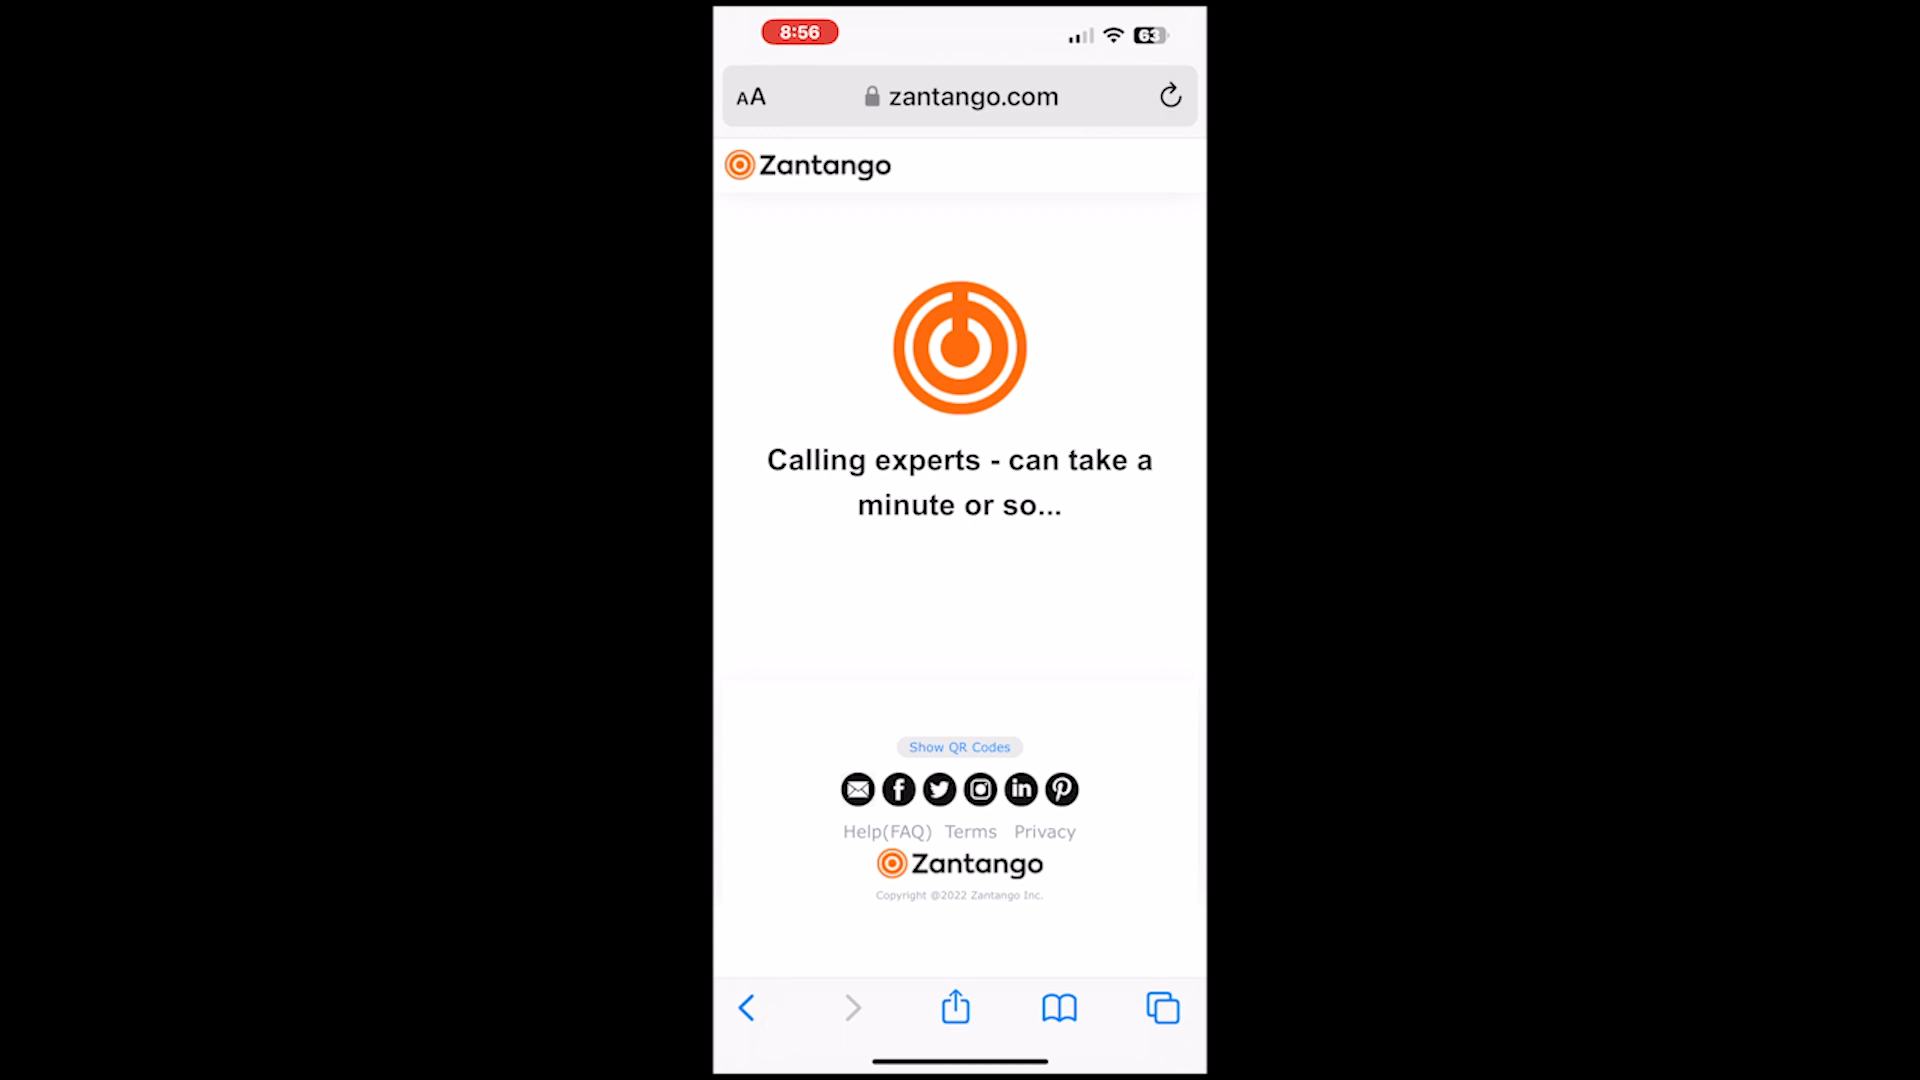 8:56
63
AA
zantango.com
Zantango
Calling experts - can take a
minute or so...
Show QR Codes
Help(FAQ) Terms Privacy
Zantango
Copyright @2022 Zantango Inc.